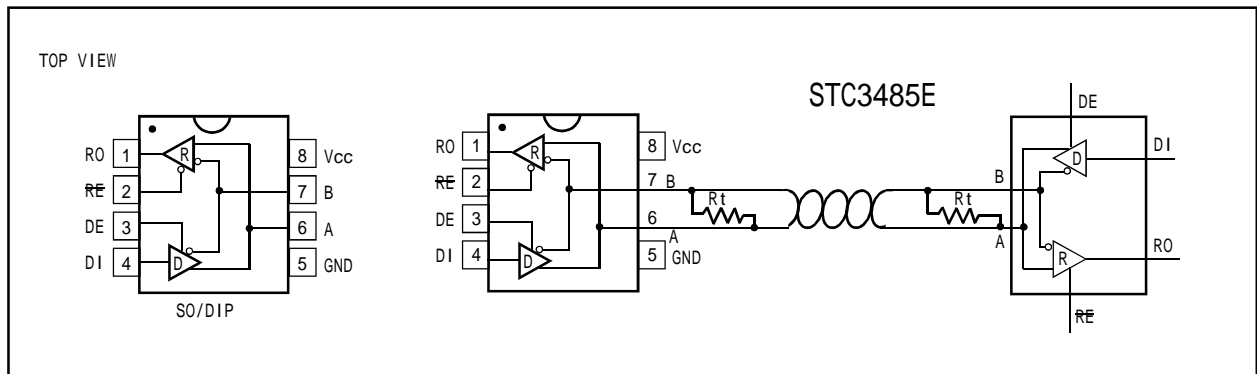 TOP VIEW
STC3485E
RO 1
RE 2
DE 3
DI 4
R
D
8 Vcc
7 B
6 A
5 GND
SO/DIP
RO 1
RE 2
DE 3
DI 4
R
D
8 Vcc
7 B
6 A
5 GND
Rt
Rt
B
A
DE
D
DI
R
RO
RE